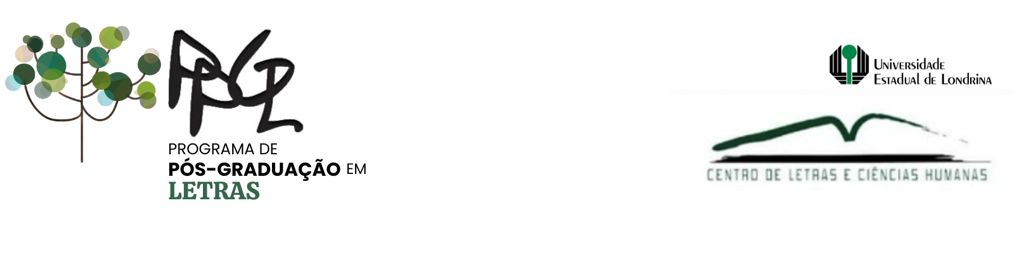 PPGL
PROGRAMA DE
PÓS-GRADUAÇÃO EM
LETRAS
UNIVERSIDADE
ESTADUAL DE LONDRINA
CENTRO DE LETRAS E CIÊNCIAS HUMANAS